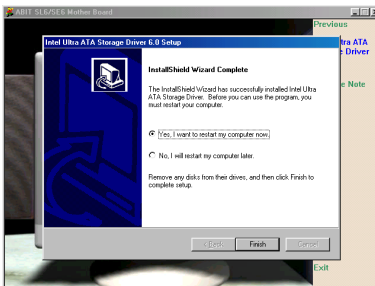 ABIT SL6/SE6 Mother Board
Previous
Intel Ultra ATA Storage Driver 6.0 Setup
tra ATA
Driver
InstallShield Wizard Complete
The InstallShield Wizard has successfully installed Intel Ultra
ATA Storage Driver. Before you can use the program, you
must restart your computer.
e Note
Yes, I want to restart my computer now.
No, I will restart my computer later.
Remove any disks from their drives, and then click Finish to
complete setup.
< Back
Finish
Cancel
Exit